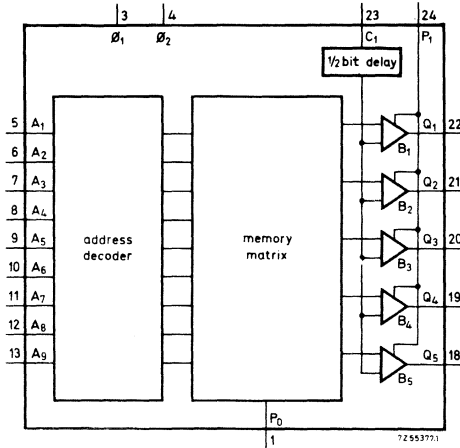 3 4 23 24
Ø1 Ø2 C1 P1
1/2 bit delay
5 A1 Q1 22
B1
6 A2
7 A3 Q2 21
B2
8 A4
9 A5 address decoder memory matrix Q3 20
B3
10 A6
11 A7 Q4 19
B4
12 A8
13 A9 Q5 18
B5
P0
1
7Z55377.1